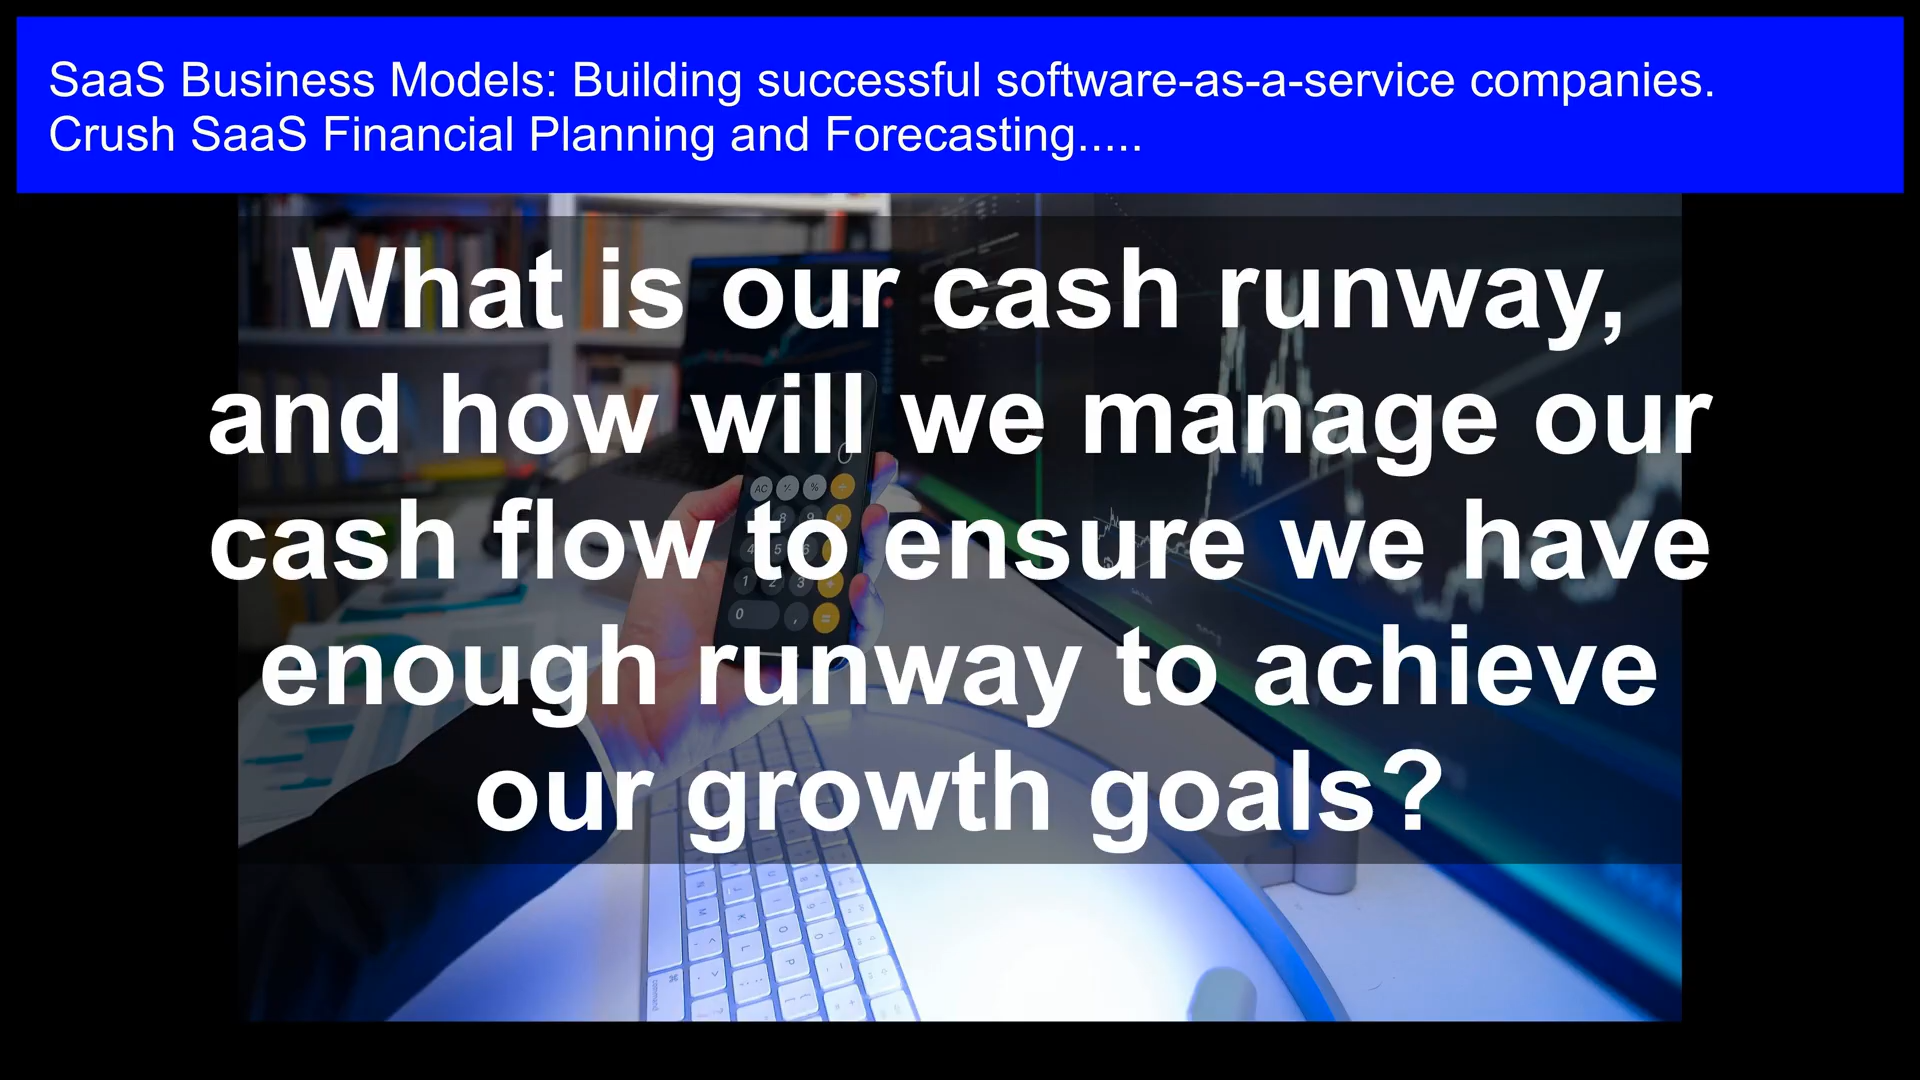 SaaS Business Models: Building successful software-as-a-service companies.
Crush SaaS Financial Planning and Forecasting.....
What is our cash runway,
and how will we manage our
cash flow to ensure we have
enough runway to achieve
our growth goals?